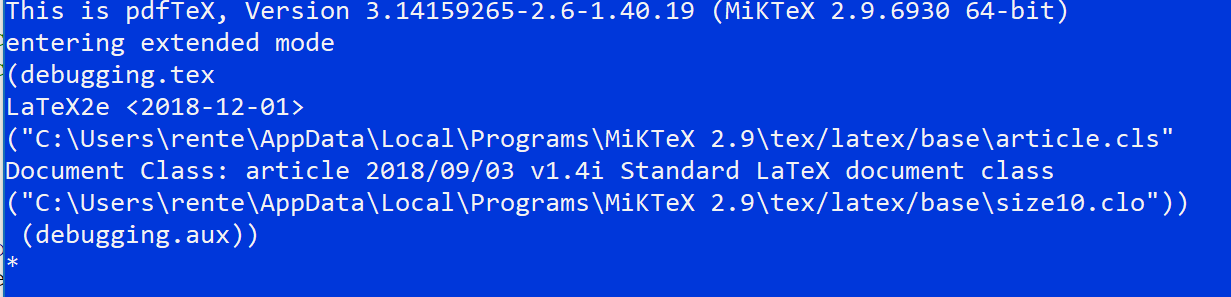 This is pdfTeX, Version 3.14159265-2.6-1.40.19 (MiKTeX 2.9.6930 64-bit)
entering extended mode
(debugging.tex
LaTeX2e <2018-12-01>
("C:\Users\rente\AppData\Local\Programs\MiKTeX 2.9\tex/latex/base\article.cls"
Document Class: article 2018/09/03 v1.4i Standard LaTeX document class
("C:\Users\rente\AppData\Local\Programs\MiKTeX 2.9\tex/latex/base\size10.clo"))
 (debugging.aux))
*